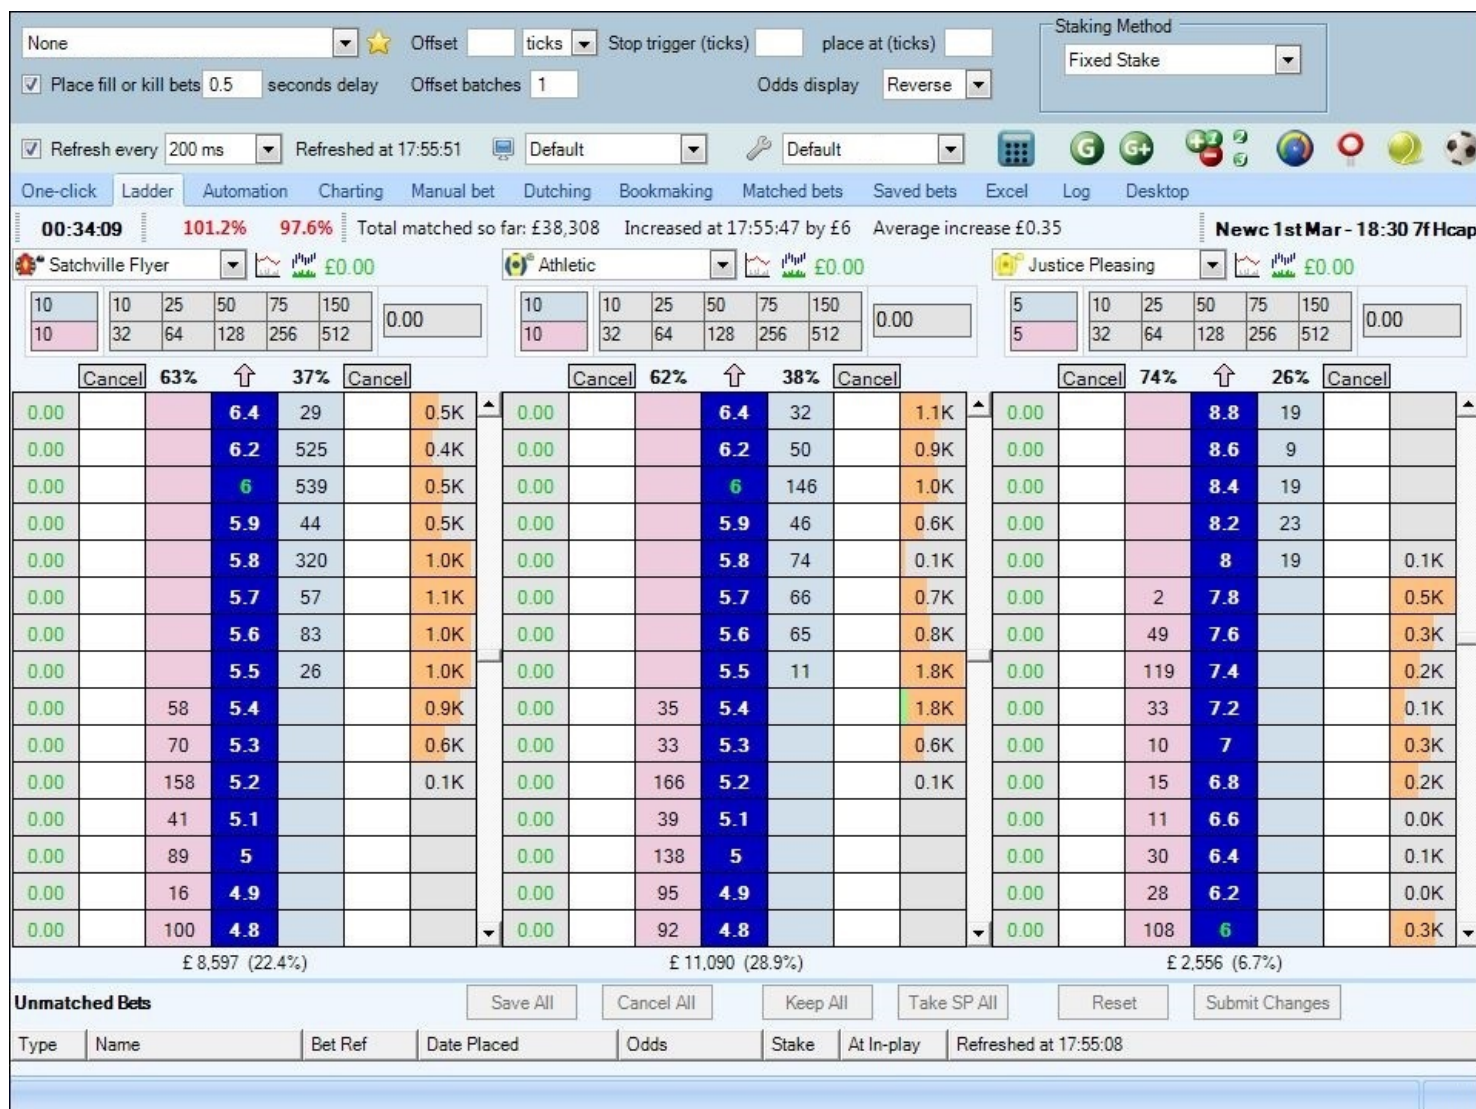 None Offset ticks Stop trigger (ticks) place at (ticks) Staking Method
Fixed Stake
Place fill or kill bets 0.5 seconds delay Offset batches 1 Odds display Reverse
Refresh every 200 ms Refreshed at 17:55:51 Default Default G G+
One-click Ladder Automation Charting Manual bet Dutching Bookmaking Matched bets Saved bets Excel Log Desktop
00:34:09 101.2% 97.6% Total matched so far: £38,308 Increased at 17:55:47 by £6 Average increase £0.35 Newc 1st Mar - 18:30 7f Hcap
Satchville Flyer £0.00 Athletic £0.00 Justice Pleasing £0.00
10 10 25 50 75 150 0.00 10 10 25 50 75 150 0.00 5 10 25 50 75 150 0.00
10 32 64 128 256 512 10 32 64 128 256 512 5 32 64 128 256 512
Cancel 63% 37% Cancel Cancel 62% 38% Cancel Cancel 74% 26% Cancel
0.00 6.4 29 0.5K 0.00 6.4 32 1.1K 0.00 8.8 19
0.00 6.2 525 0.4K 0.00 6.2 50 0.9K 0.00 8.6 9
0.00 6 539 0.5K 0.00 6 146 1.0K 0.00 8.4 19
0.00 5.9 44 0.5K 0.00 5.9 46 0.6K 0.00 8.2 23
0.00 5.8 320 1.0K 0.00 5.8 74 0.1K 0.00 8 19 0.1K
0.00 5.7 57 1.1K 0.00 5.7 66 0.7K 0.00 2 7.8 0.5K
0.00 5.6 83 1.0K 0.00 5.6 65 0.8K 0.00 49 7.6 0.3K
0.00 5.5 26 1.0K 0.00 5.5 11 1.8K 0.00 119 7.4 0.2K
0.00 58 5.4 0.9K 0.00 35 5.4 1.8K 0.00 33 7.2 0.1K
0.00 70 5.3 0.6K 0.00 33 5.3 0.6K 0.00 10 7 0.3K
0.00 158 5.2 0.1K 0.00 166 5.2 0.1K 0.00 15 6.8 0.2K
0.00 41 5.1 0.00 39 5.1 0.00 11 6.6 0.0K
0.00 89 5 0.00 138 5 0.00 30 6.4 0.1K
0.00 16 4.9 0.00 95 4.9 0.00 28 6.2 0.0K
0.00 100 4.8 0.00 92 4.8 0.00 108 6 0.3K
£ 8,597 (22.4%) £ 11,090 (28.9%) £ 2,556 (6.7%)
Unmatched Bets Save All Cancel All Keep All Take SP All Reset Submit Changes
Type Name Bet Ref Date Placed Odds Stake At In-play Refreshed at 17:55:08